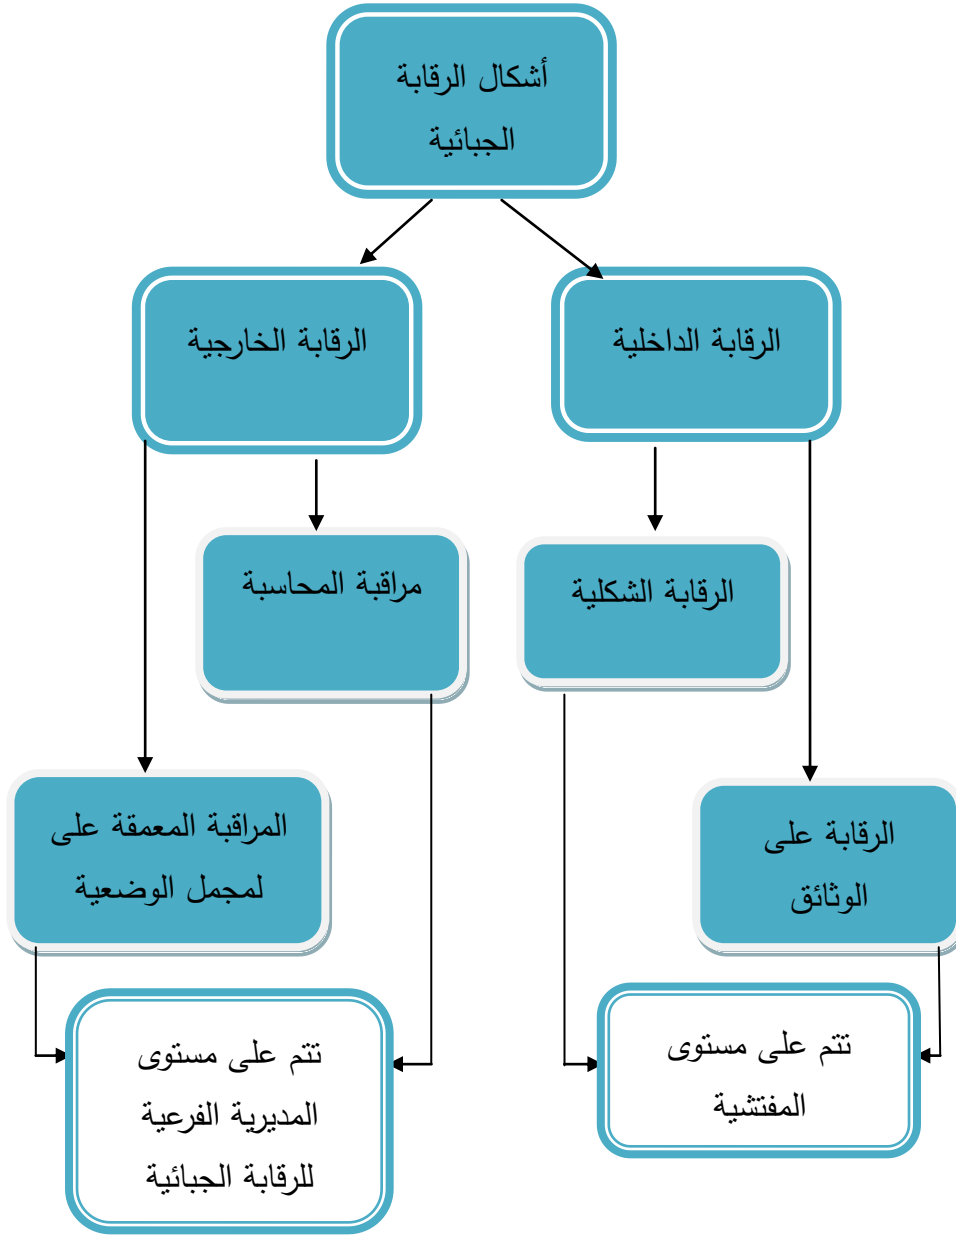 أشكال الرقابة
الجبائية
الرقابة الداخلية
الرقابة الخارجية
الرقابة الشكلية
مراقبة المحاسبة
الرقابة على
الوثائق
المراقبة المعمقة على
لمجمل الوضعية
تتم على مستوى
المفتشية
تتم على مستوى
المديرية الفرعية
للرقابة الجبائية